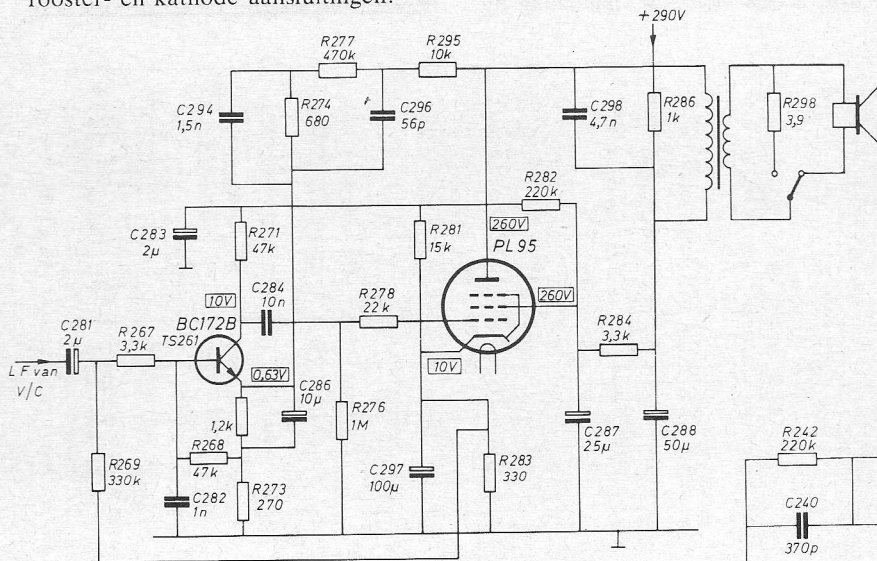 rooster- en kathode aansluitingen.
+290V
R277
470k
R295
10k
C294
1,5n
R274
680
C296
56p
C298
4,7n
R286
1k
R298
3,9
R282
220k
C283
2µ
R271
47k
R281
15k
260V
PL95
10V
C284
10n
R278
22k
260V
C281
2µ
R267
3,3k
BC172B
TS261
R284
3,3k
LF van
V/C
0,63V
10V
C286
10µ
1,2k
R276
1M
C287
25µ
C288
50µ
R268
47k
R269
330k
C282
1n
R273
270
C297
100µ
R283
330
R242
220k
C240
370p